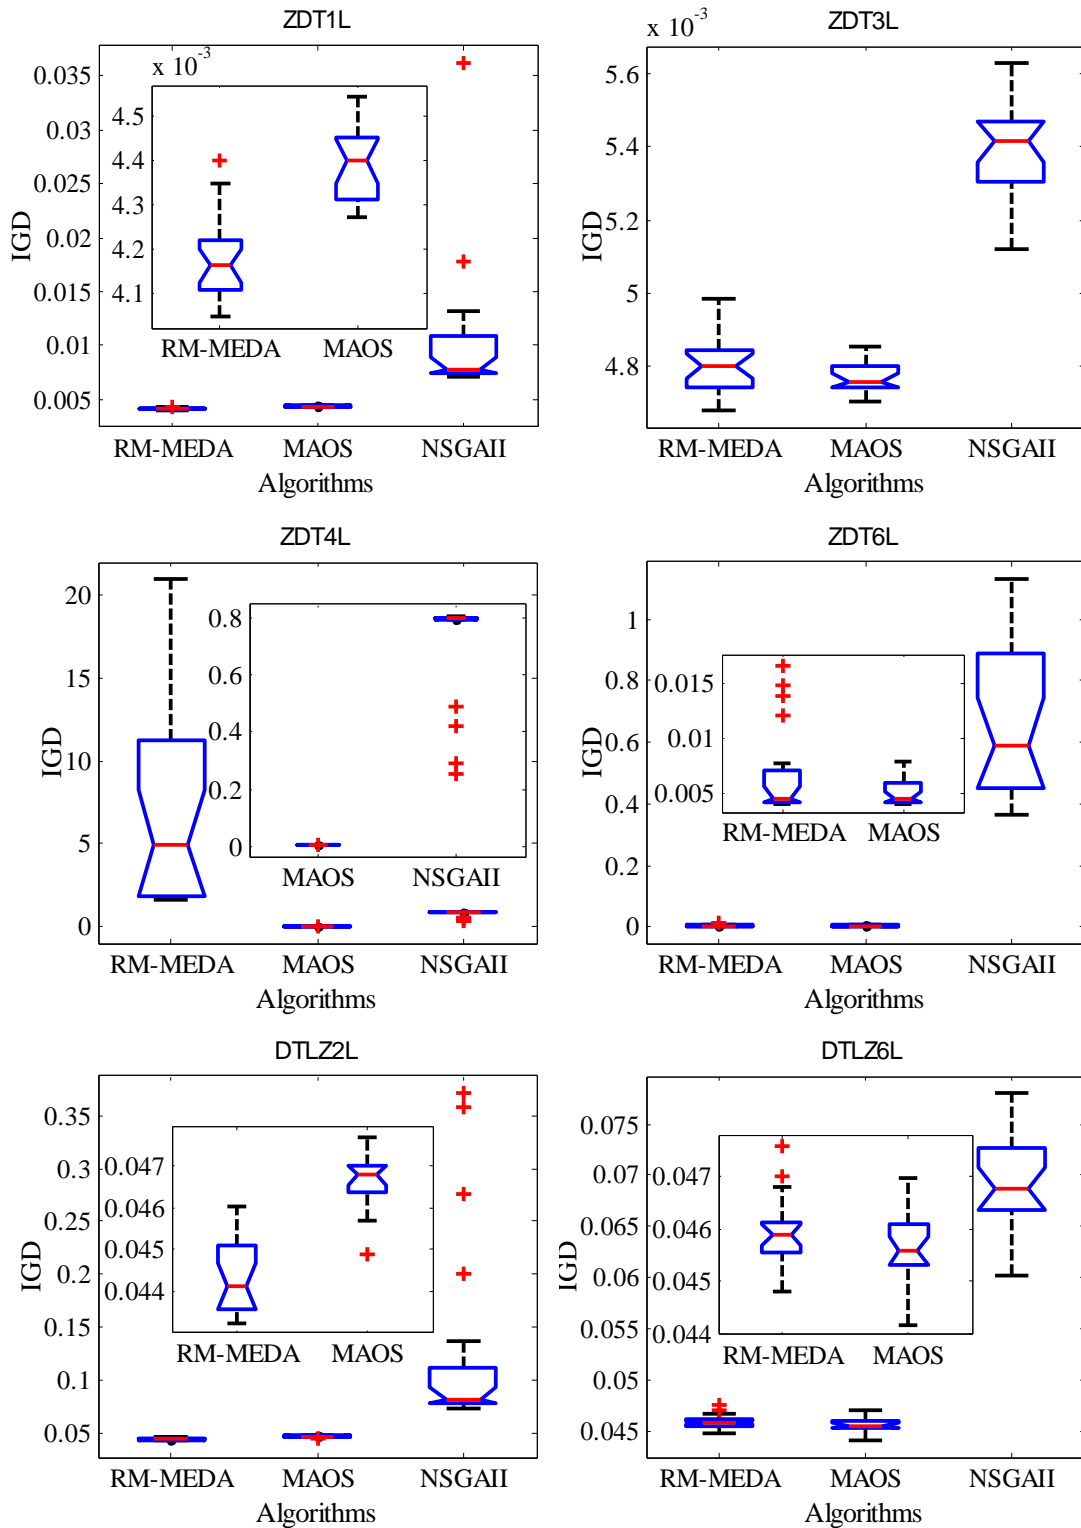 ZDT1L
x 10^-3
0.035
0.03
0.025
0.02
0.015
0.01
0.005
IGD
4.5
4.4
4.3
4.2
4.1
RM-MEDA MAOS
RM-MEDA MAOS NSGAII
Algorithms
ZDT3L
x 10^-3
5.6
5.4
5.2
5
4.8
IGD
RM-MEDA MAOS NSGAII
Algorithms
ZDT4L
20
15
10
5
0
IGD
0.8
0.6
0.4
0.2
0
MAOS NSGAII
RM-MEDA MAOS NSGAII
Algorithms
ZDT6L
1
0.8
0.6
0.4
0.2
0
IGD
0.015
0.01
0.005
RM-MEDA MAOS
RM-MEDA MAOS NSGAII
Algorithms
DTLZ2L
0.35
0.3
0.25
0.2
0.15
0.1
0.05
IGD
0.047
0.046
0.045
0.044
RM-MEDA MAOS
RM-MEDA MAOS NSGAII
Algorithms
DTLZ6L
0.075
0.07
0.065
0.06
0.055
0.05
0.045
IGD
0.047
0.046
0.045
0.044
RM-MEDA MAOS
RM-MEDA MAOS NSGAII
Algorithms